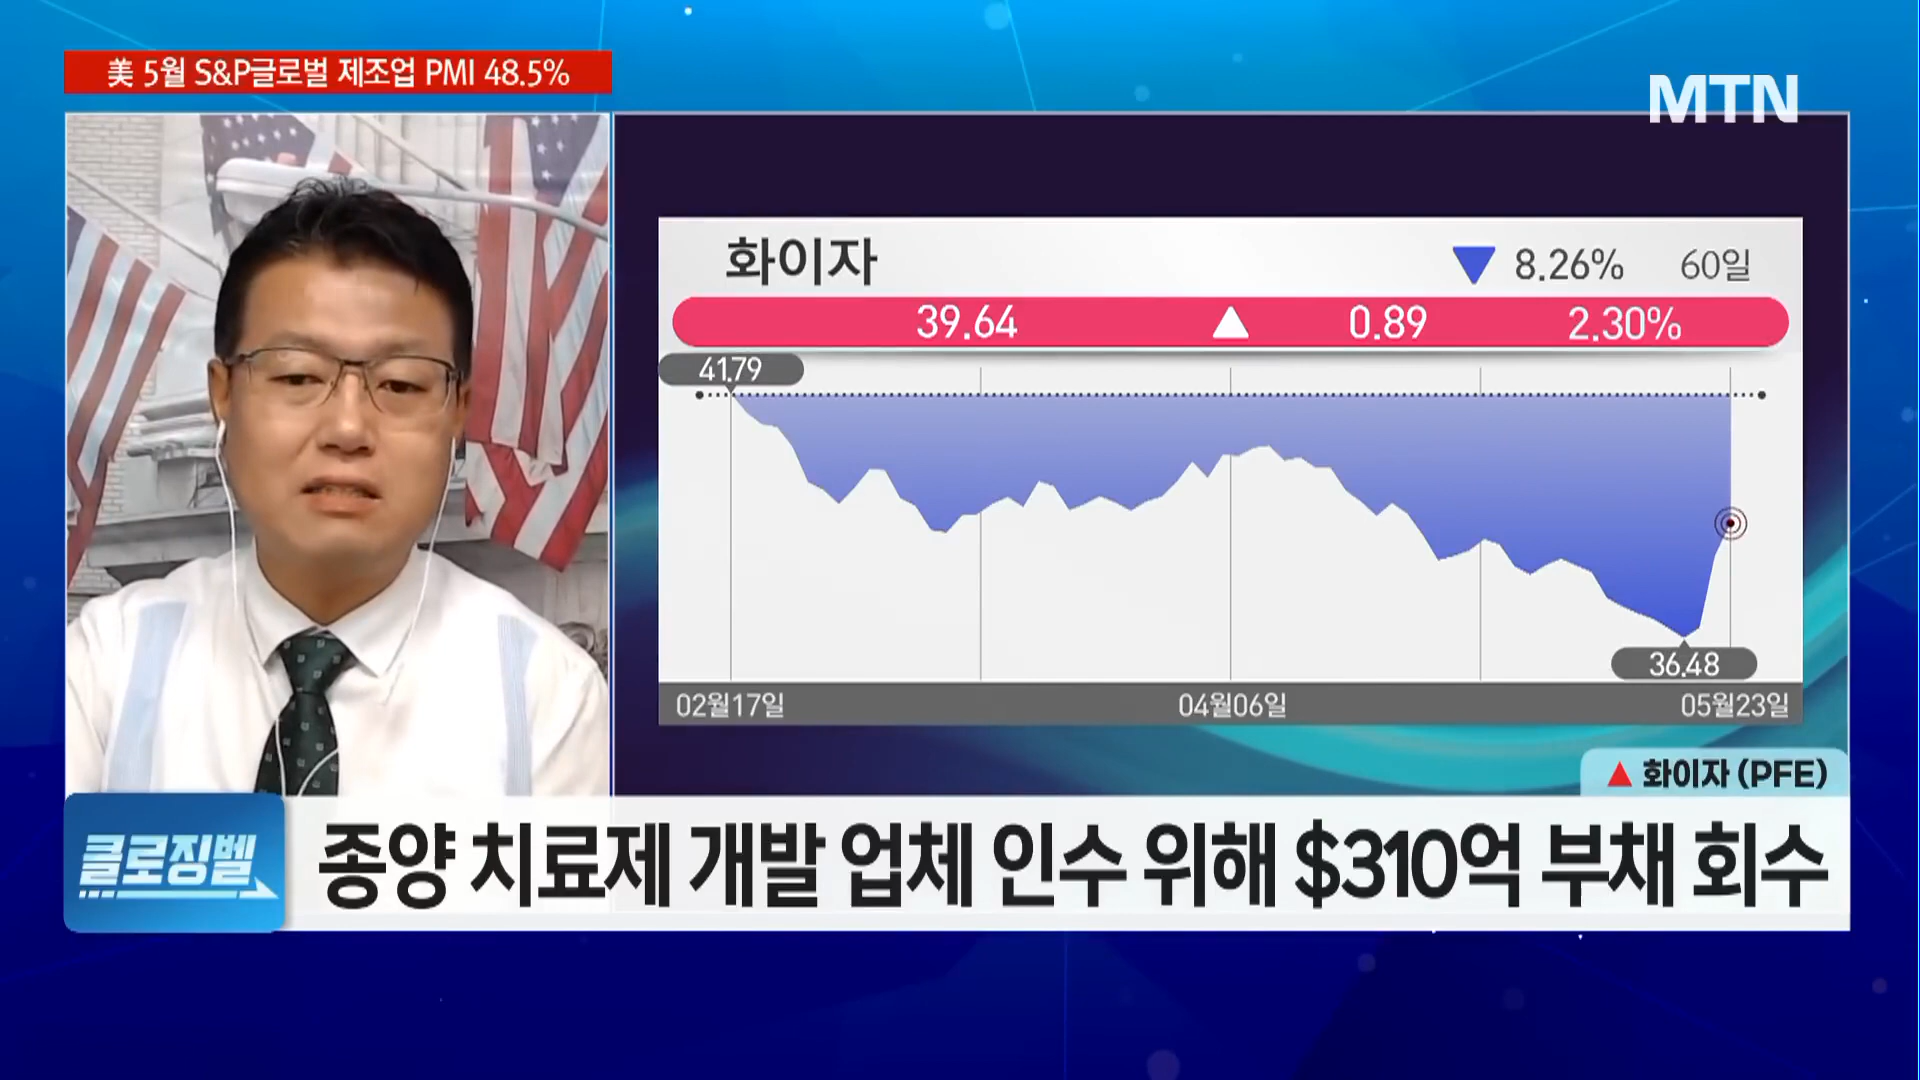 美 5월 S&P글로벌 제조업 PMI 48.5%
MTN
화이자 ▼ 8.26% 60일
39.64 ▲ 0.89 2.30%
41.79
36.48
02월17일 04월06일 05월23일
▲ 화이자 (PFE)
클로징벨
종양 치료제 개발 업체 인수 위해 $310억 부채 회수